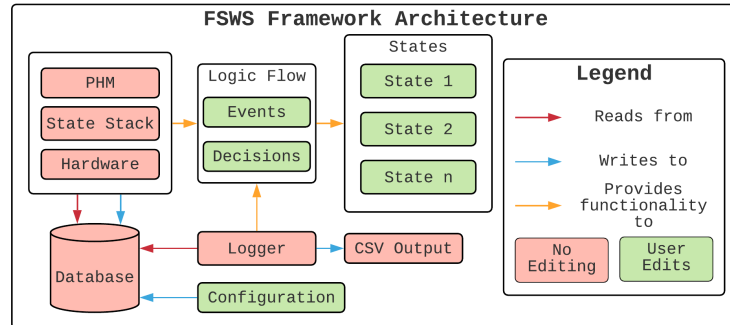 FSWS Framework Architecture
PHM
State Stack
Hardware
Logic Flow
Events
Decisions
States
State 1
State 2
State n
Database
Logger
CSV Output
Configuration
Legend
Reads from
Writes to
Provides
functionality
to
No
Editing
User
Edits